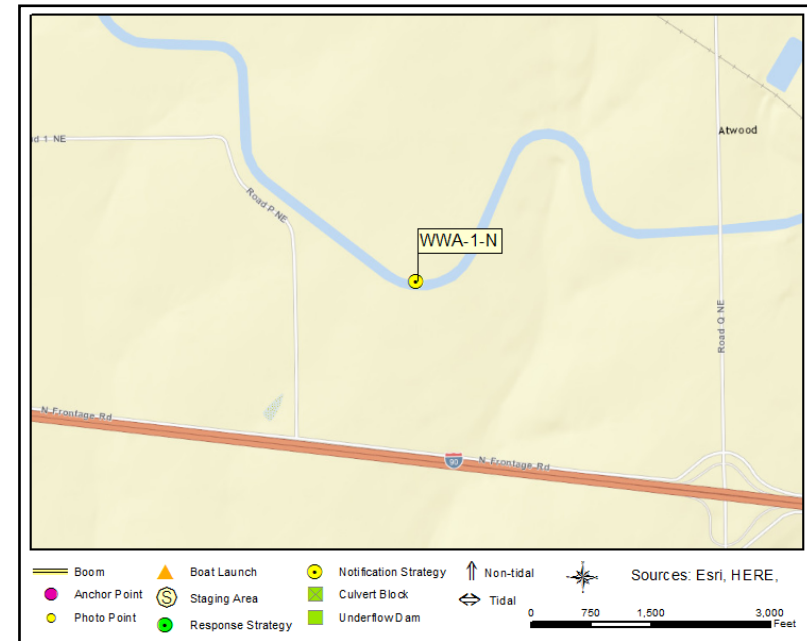 Atwood
d 1 NE
Road P NE
WWA-1-N
Road Q NE
N Frontage Rd
90
N Frontage Rd
Boom
Boat Launch
Notification Strategy
Non-tidal
Sources: Esri, HERE,
Anchor Point
Staging Area
S
Culvert Block
Tidal
Photo Point
Response Strategy
Underflow Dam
0 750 1,500 3,000
Feet